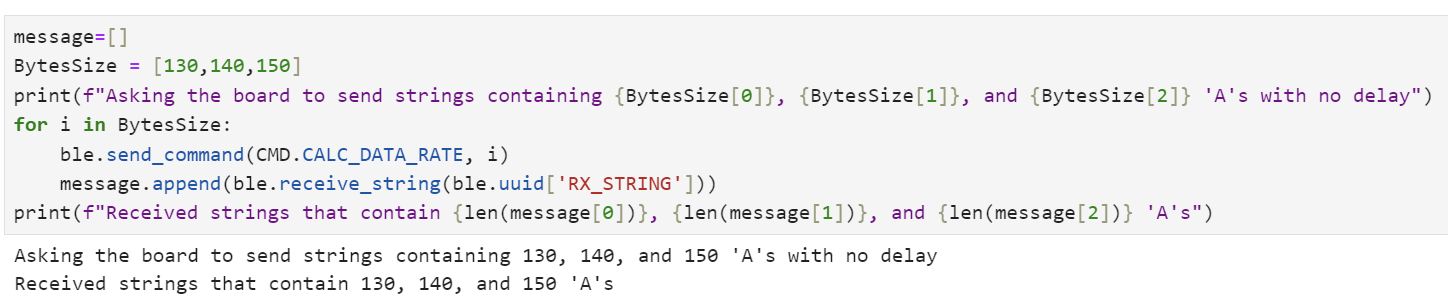 message=[]
BytesSize = [130,140,150]
print(f"Asking the board to send strings containing {BytesSize[0]}, {BytesSize[1]}, and {BytesSize[2]} 'A's with no delay")
for i in BytesSize:
    ble.send_command(CMD.CALC_DATA_RATE, i)
    message.append(ble.receive_string(ble.uuid['RX_STRING']))
print(f"Received strings that contain {len(message[0])}, {len(message[1])}, and {len(message[2])} 'A's")
Asking the board to send strings containing 130, 140, and 150 'A's with no delay
Received strings that contain 130, 140, and 150 'A's